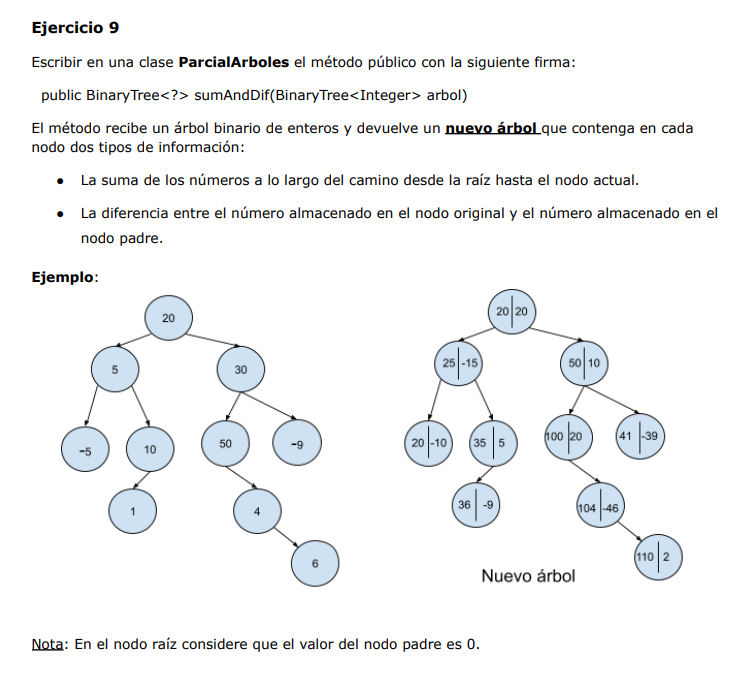 Ejercicio 9
Escribir en una clase ParcialArboles el método público con la siguiente firma:
public BinaryTree<?> sumAndDif(BinaryTree<Integer> arbol)
El método recibe un árbol binario de enteros y devuelve un nuevo árbol que contenga en cada
nodo dos tipos de información:
● La suma de los números a lo largo del camino desde la raíz hasta el nodo actual.
● La diferencia entre el número almacenado en el nodo original y el número almacenado en el
nodo padre.
Ejemplo:
20
5
30
-5
10
50
-9
1
4
6
20 20
25 -15
50 10
20 -10
35 5
100 20
41 -39
36 -9
104 -46
110 2
Nuevo árbol
Nota: En el nodo raíz considere que el valor del nodo padre es 0.